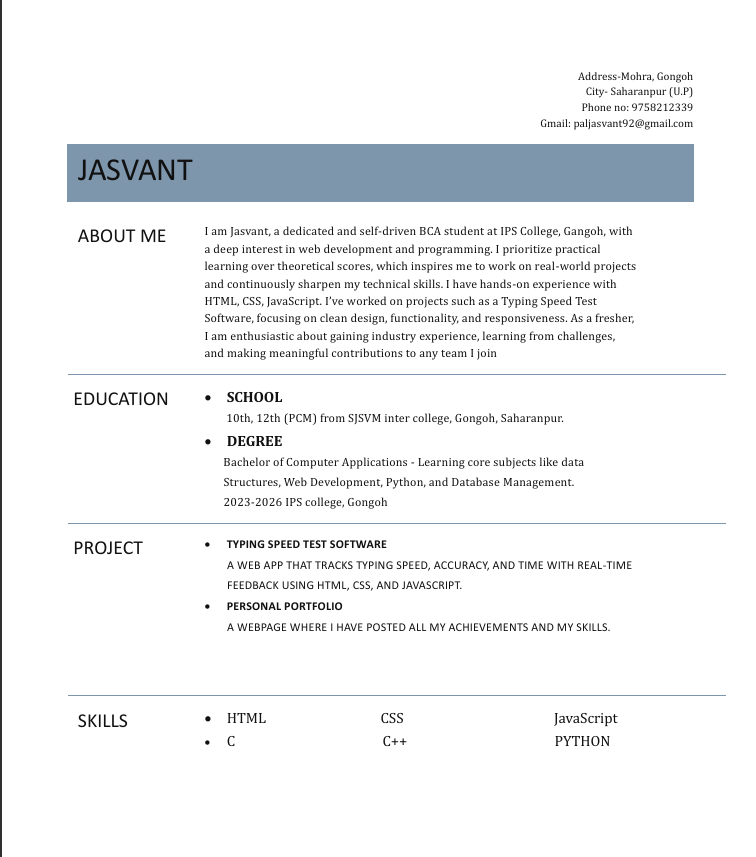 Address-Mohra, Gongoh
City- Saharanpur (U.P)
Phone no: 9758212339
Gmail: paljasvant92@gmail.com
JASVANT
ABOUT ME
I am Jasvant, a dedicated and self-driven BCA student at IPS College, Gangoh, with
a deep interest in web development and programming. I prioritize practical
learning over theoretical scores, which inspires me to work on real-world projects
and continuously sharpen my technical skills. I have hands-on experience with
HTML, CSS, JavaScript. I’ve worked on projects such as a Typing Speed Test
Software, focusing on clean design, functionality, and responsiveness. As a fresher,
I am enthusiastic about gaining industry experience, learning from challenges,
and making meaningful contributions to any team I join
EDUCATION
• SCHOOL
10th, 12th (PCM) from SJSVM inter college, Gongoh, Saharanpur.
• DEGREE
Bachelor of Computer Applications - Learning core subjects like data
Structures, Web Development, Python, and Database Management.
2023-2026 IPS college, Gongoh
PROJECT
• TYPING SPEED TEST SOFTWARE
A WEB APP THAT TRACKS TYPING SPEED, ACCURACY, AND TIME WITH REAL-TIME
FEEDBACK USING HTML, CSS, AND JAVASCRIPT.
• PERSONAL PORTFOLIO
A WEBPAGE WHERE I HAVE POSTED ALL MY ACHIEVEMENTS AND MY SKILLS.
SKILLS
• HTML CSS JavaScript
• C C++ PYTHON